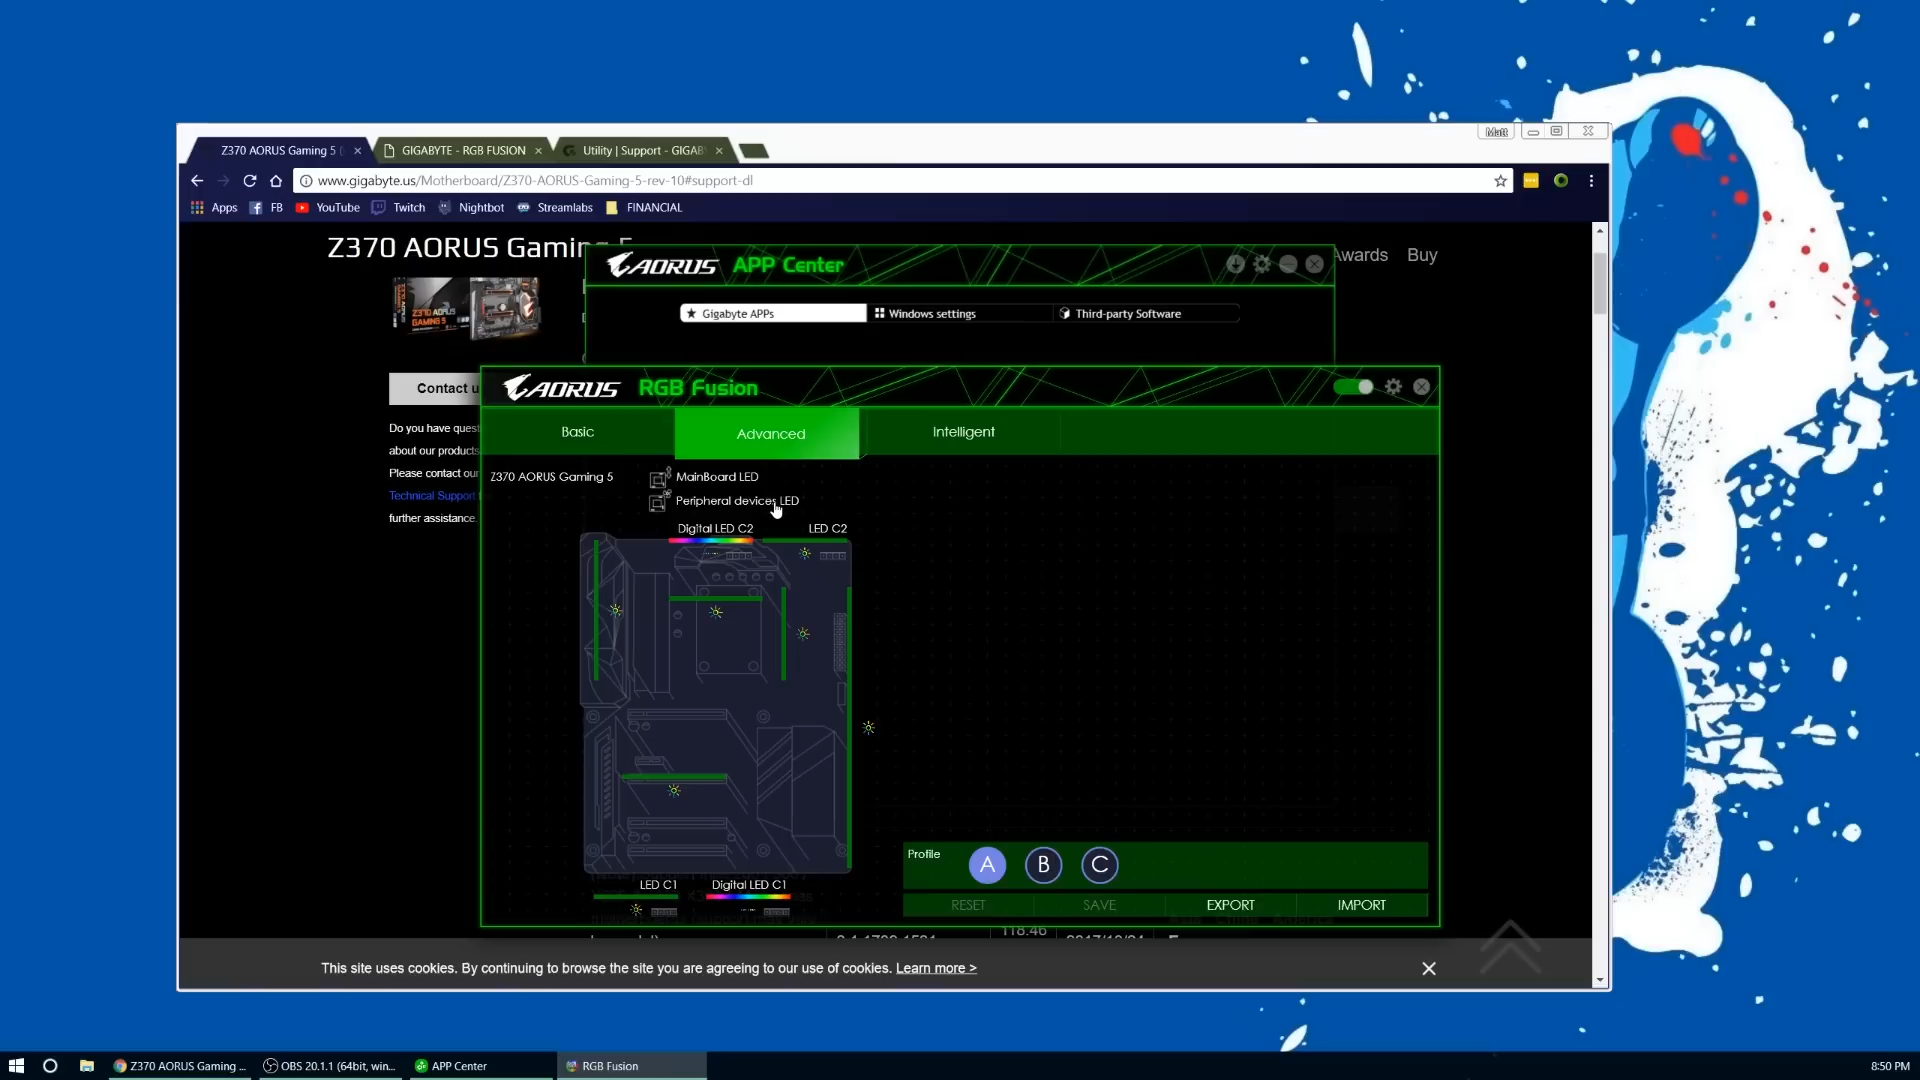 Matt
Z370 AORUS Gaming 5 (
GIGABYTE - RGB FUSION
Utility | Support - GIGAB
www.gigabyte.us/Motherboard/Z370-AORUS-Gaming-5-rev-10#support-dl
Apps
FB
YouTube
Twitch
Nightbot
Streamlabs
FINANCIAL
Z370 AORUS Gaming 5
Awards
Buy
AORUS APP Center
Gigabyte APPs
Windows settings
Third-party Software
Contact u
Do you have quest
about our products
Please contact our
Technical Support
further assistance.
AORUS RGB Fusion
Basic
Advanced
Intelligent
Z370 AORUS Gaming 5
MainBoard LED
Peripheral devices LED
Digital LED C2
LED C2
LED C1
Digital LED C1
Profile
A
B
C
RESET
SAVE
EXPORT
IMPORT
118.46
This site uses cookies. By continuing to browse the site you are agreeing to our use of cookies. Learn more >
Z370 AORUS Gaming ...
OBS 20.1.1 (64bit, win...
APP Center
RGB Fusion
8:50 PM